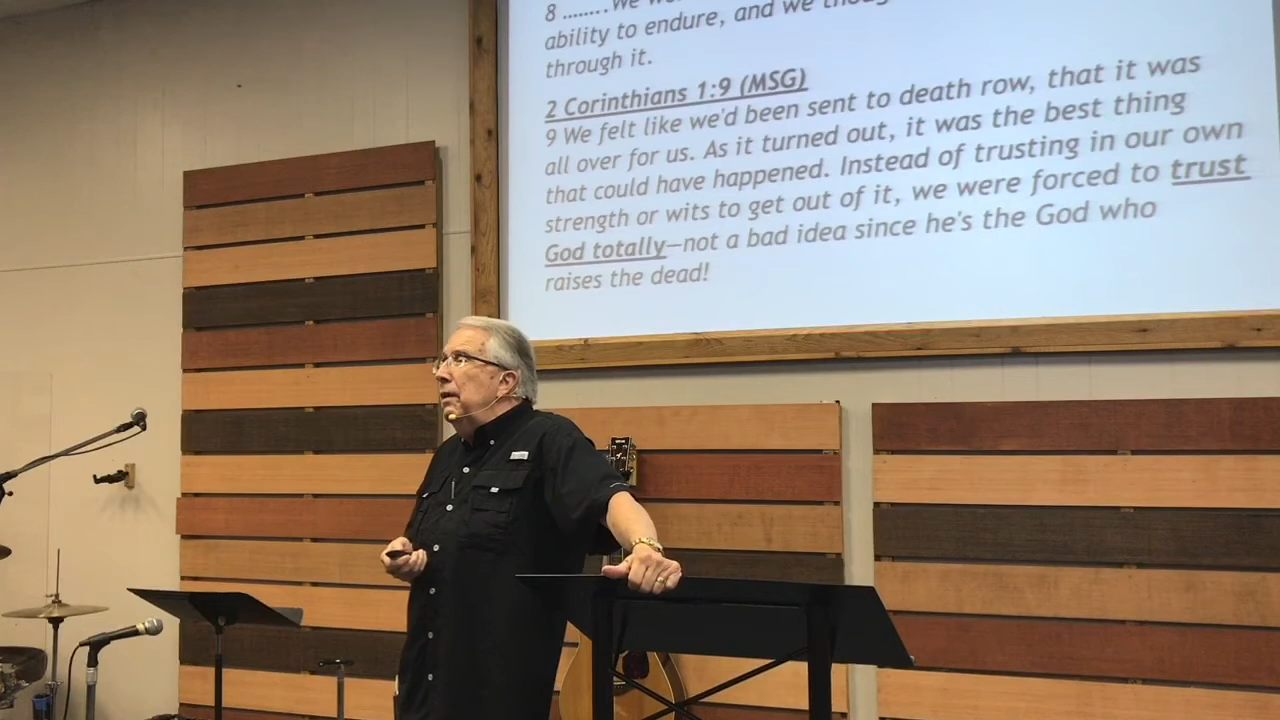 8 ........We
ability to endure, and we
through it.
2 Corinthians 1:9 (MSG)
9 We felt like we'd been sent to death row, that it was
all over for us. As it turned out, it was the best thing
that could have happened. Instead of trusting in our own
strength or wits to get out of it, we were forced to trust
God totally—not a bad idea since he's the God who
raises the dead!